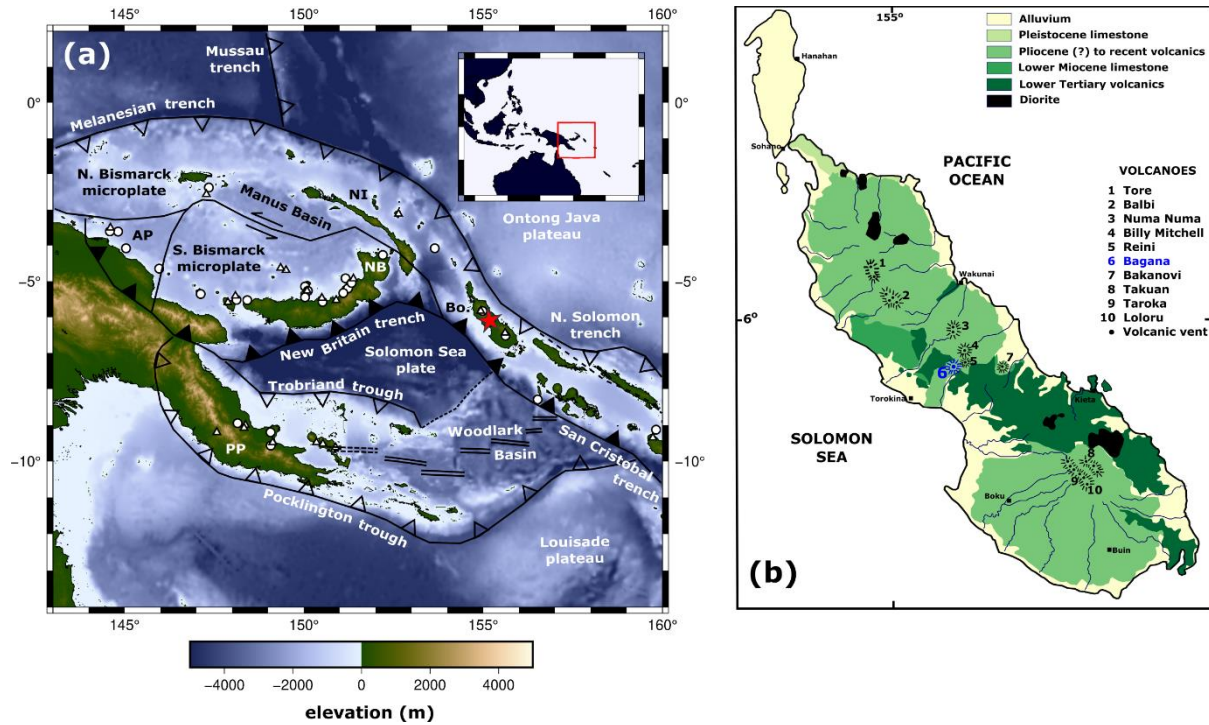 145°
150°
155°
160°
(a)
Mussau
trench
0°
Melanesian trench
N. Bismarck
microplate
Manus Basin
NI
Ontong Java
plateau
AP
S. Bismarck
microplate
NB
−5°
Bo.
N. Solomon
trench
New Britain trench
Solomon Sea
plate
Trobriand trough
Woodlark
Basin
San Cristobal
trench
PP
−10°
Pocklington trough
Louisade
plateau
145°
150°
155°
160°
−4000
−2000
0
2000
4000
elevation (m)
155°
Alluvium
Pleistocene limestone
Pliocene (?) to recent volcanics
Lower Miocene limestone
Lower Tertiary volcanics
Diorite
Hanahan
Sohano
PACIFIC
OCEAN
VOLCANOES
1 Tore
2 Balbi
3 Numa Numa
4 Billy Mitchell
5 Reini
6 Bagana
7 Bakanovi
8 Takuan
9 Taroka
10 Loloru
Volcanic vent
1
Wakunai
2
6°
3
4
5
7
6
Torokina
Kieta
SOLOMON
SEA
8
9
10
Boku
Buin
(b)